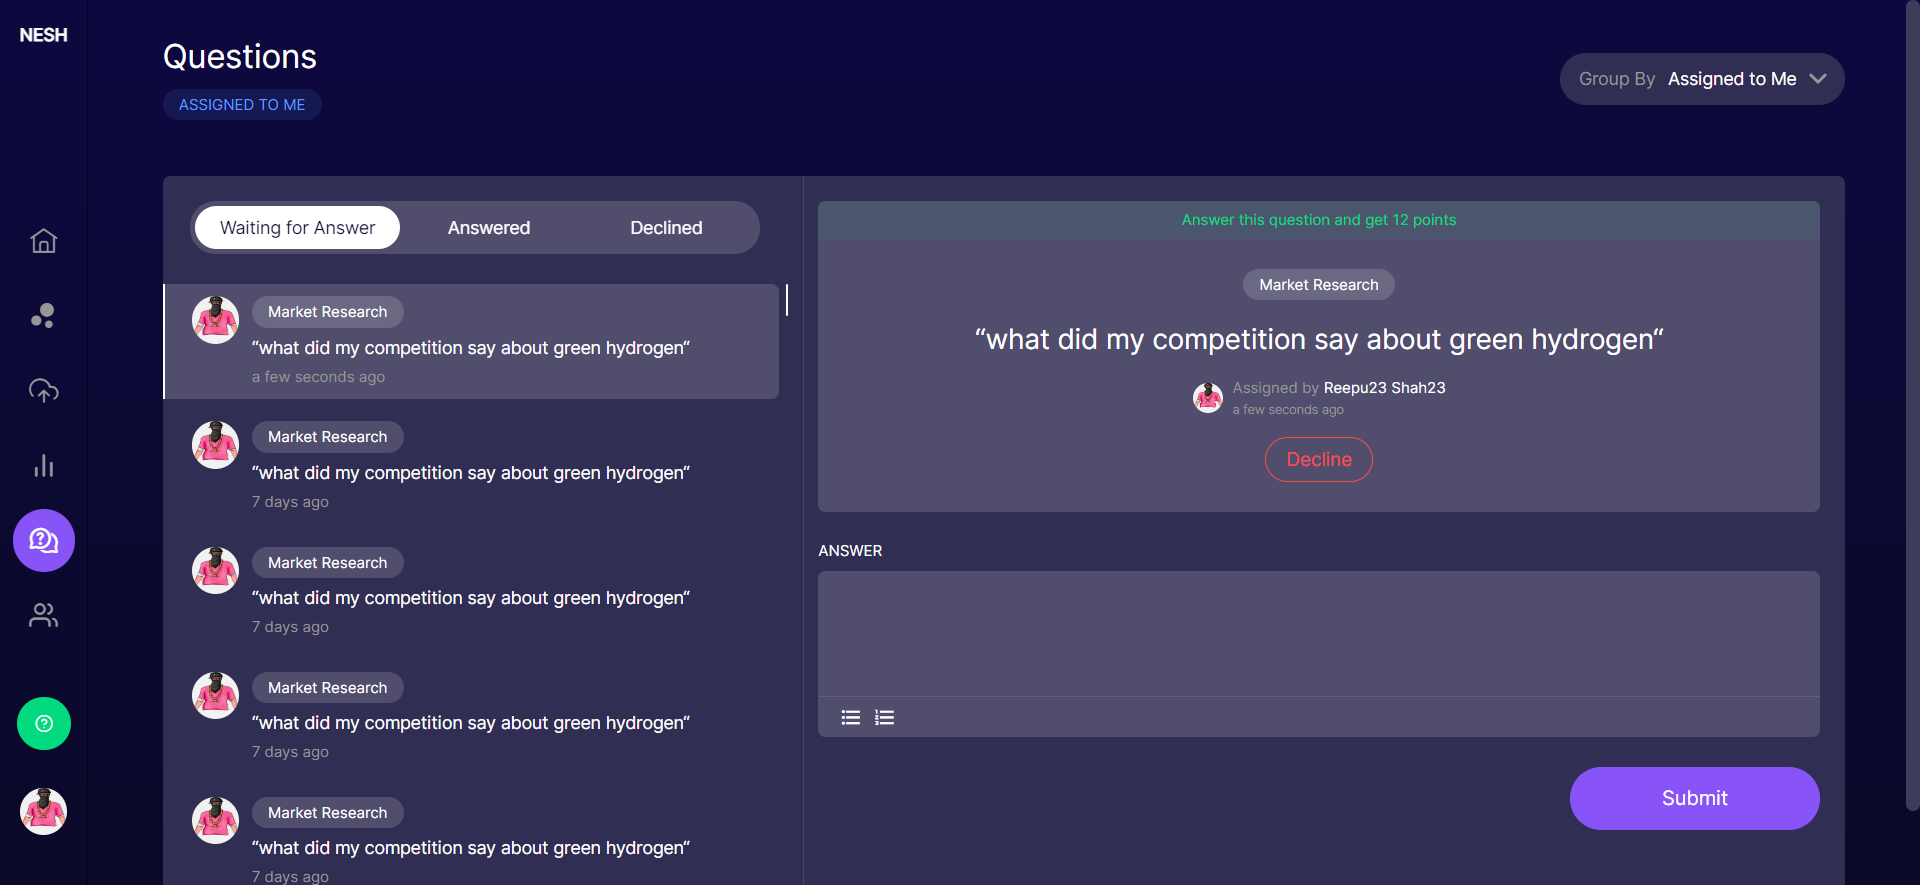 NESH
Questions
ASSIGNED TO ME
Group By Assigned to Me
Waiting for Answer Answered Declined
Market Research
“what did my competition say about green hydrogen“
a few seconds ago
Market Research
“what did my competition say about green hydrogen“
7 days ago
Market Research
“what did my competition say about green hydrogen“
7 days ago
Market Research
“what did my competition say about green hydrogen“
7 days ago
Market Research
“what did my competition say about green hydrogen“
7 days ago
Answer this question and get 12 points
Market Research
“what did my competition say about green hydrogen“
Assigned by Reepu23 Shah23
a few seconds ago
Decline
ANSWER
Submit